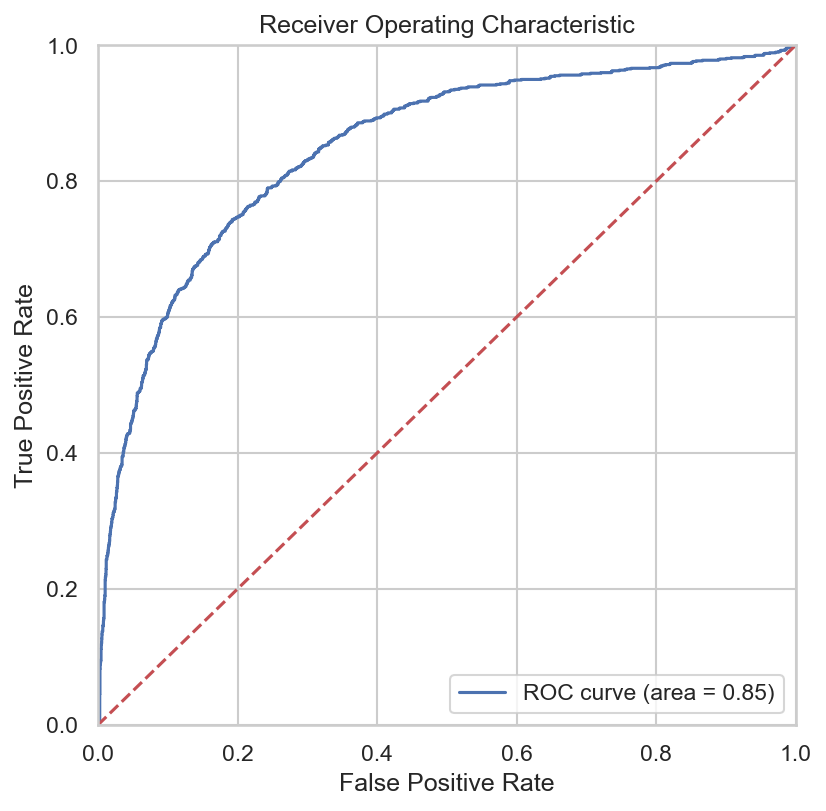 Receiver Operating Characteristic
1.0
0.8
0.6
0.4
0.2
0.0
True Positive Rate
ROC curve (area = 0.85)
0.0 0.2 0.4 0.6 0.8 1.0
False Positive Rate